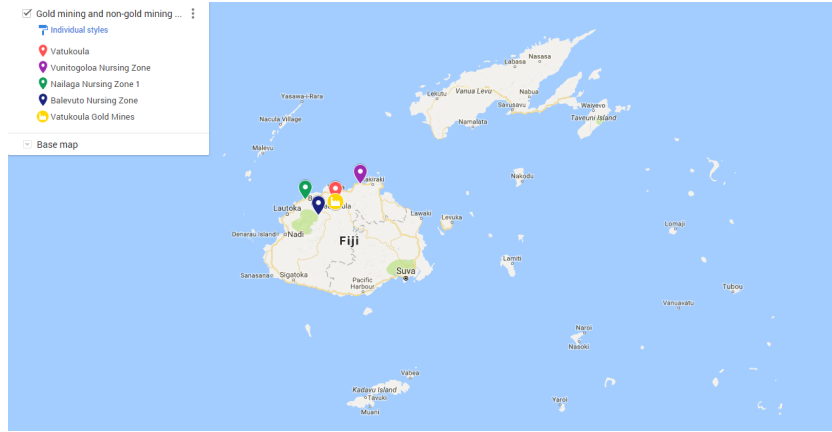 Gold mining and non-gold mining ...
Individual styles
Vatukoula
Vunitogoloa Nursing Zone
Nailaga Nursing Zone 1
Balevuto Nursing Zone
Vatukoula Gold Mines
Base map
Nasasa
Labasa
Yasawa-i-Rara
Lekutu
Vanua Levu
Nabua
Savusavu
Waiyevo
Nacula Village
Namalata
Taveuni Island
Malevu
Nakodu
Lautoka
Lawaki
Levuka
Lomaji
Denarau Island
Nadi
Fiji
Lamiti
Sanasana
Sigatoka
Suva
Pacific
Harbour
Tubou
Vanuavatu
Naroi
Nasoki
Vabea
Kadavu Island
Tavuki
Muani
Yaroi